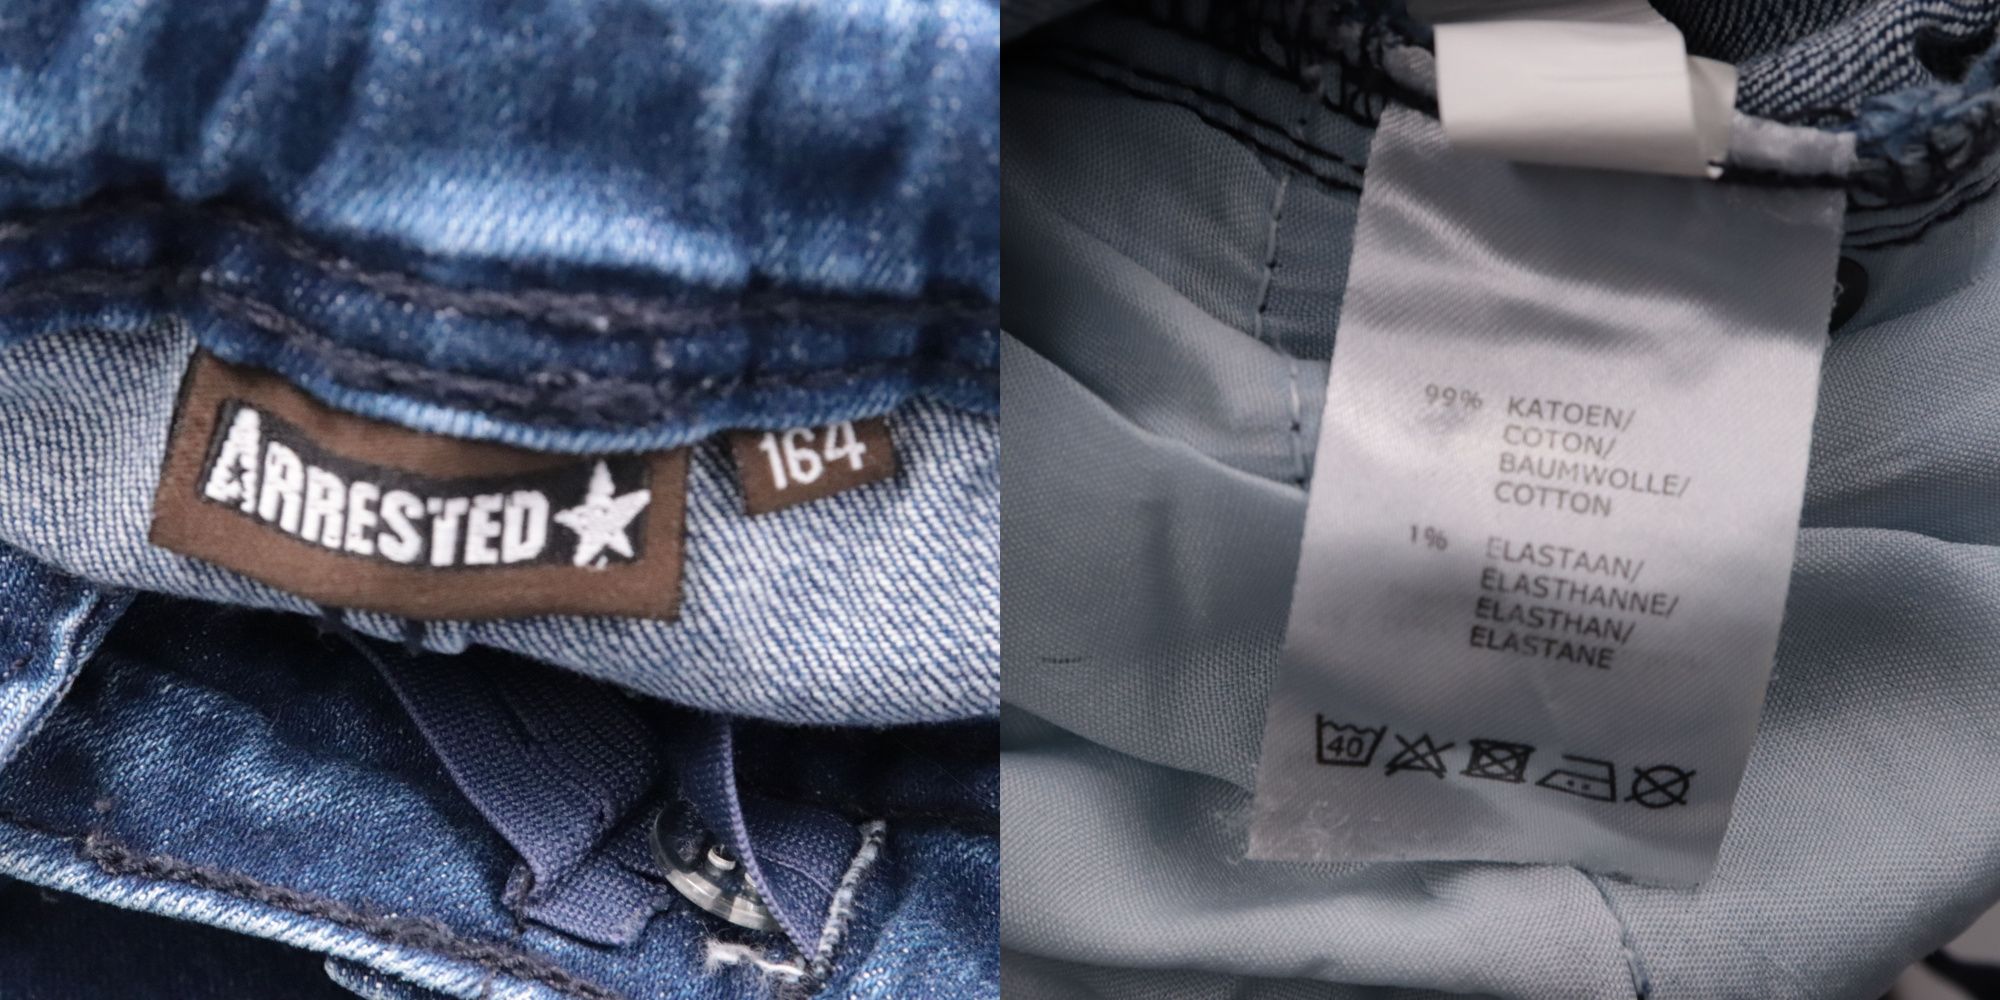 ARRESTED
164
99% KATOEN/
COTON/
BAUMWOLLE/
COTTON
1% ELASTAAN/
ELASTHANNE/
ELASTHAN/
ELASTANE
40